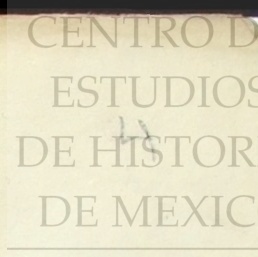 CENTRO D
ESTUDIOS
DE HISTOR
DE MEXIC